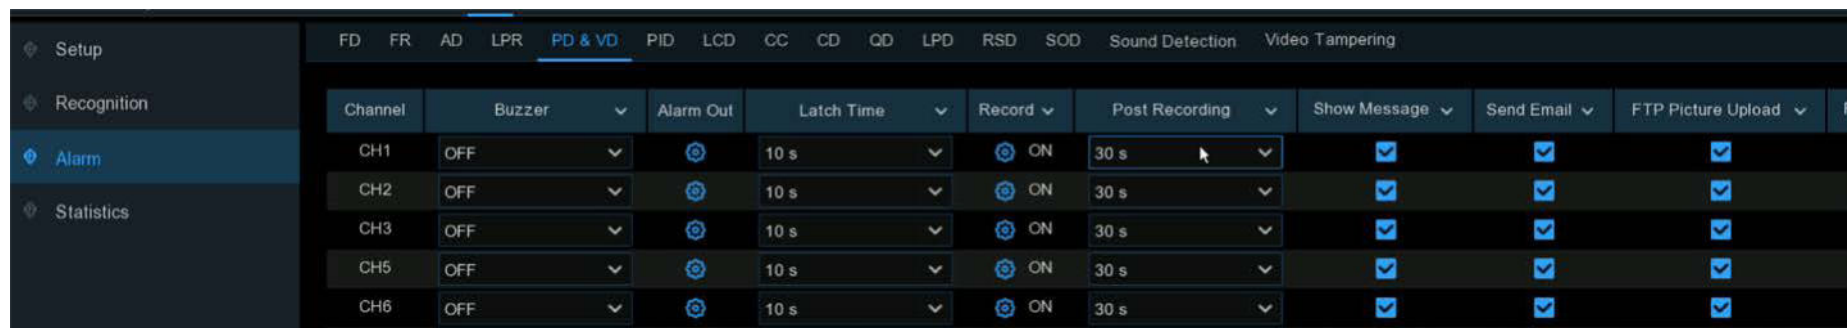 Setup
Recognition
Alarm
Statistics
FD FR AD LPR PD & VD PID LCD CC CD QD LPD RSD SOD Sound Detection Video Tampering
Channel Buzzer Alarm Out Latch Time Record Post Recording Show Message Send Email FTP Picture Upload
CH1 OFF 10 s ON 30 s
CH2 OFF 10 s ON 30 s
CH3 OFF 10 s ON 30 s
CH5 OFF 10 s ON 30 s
CH6 OFF 10 s ON 30 s